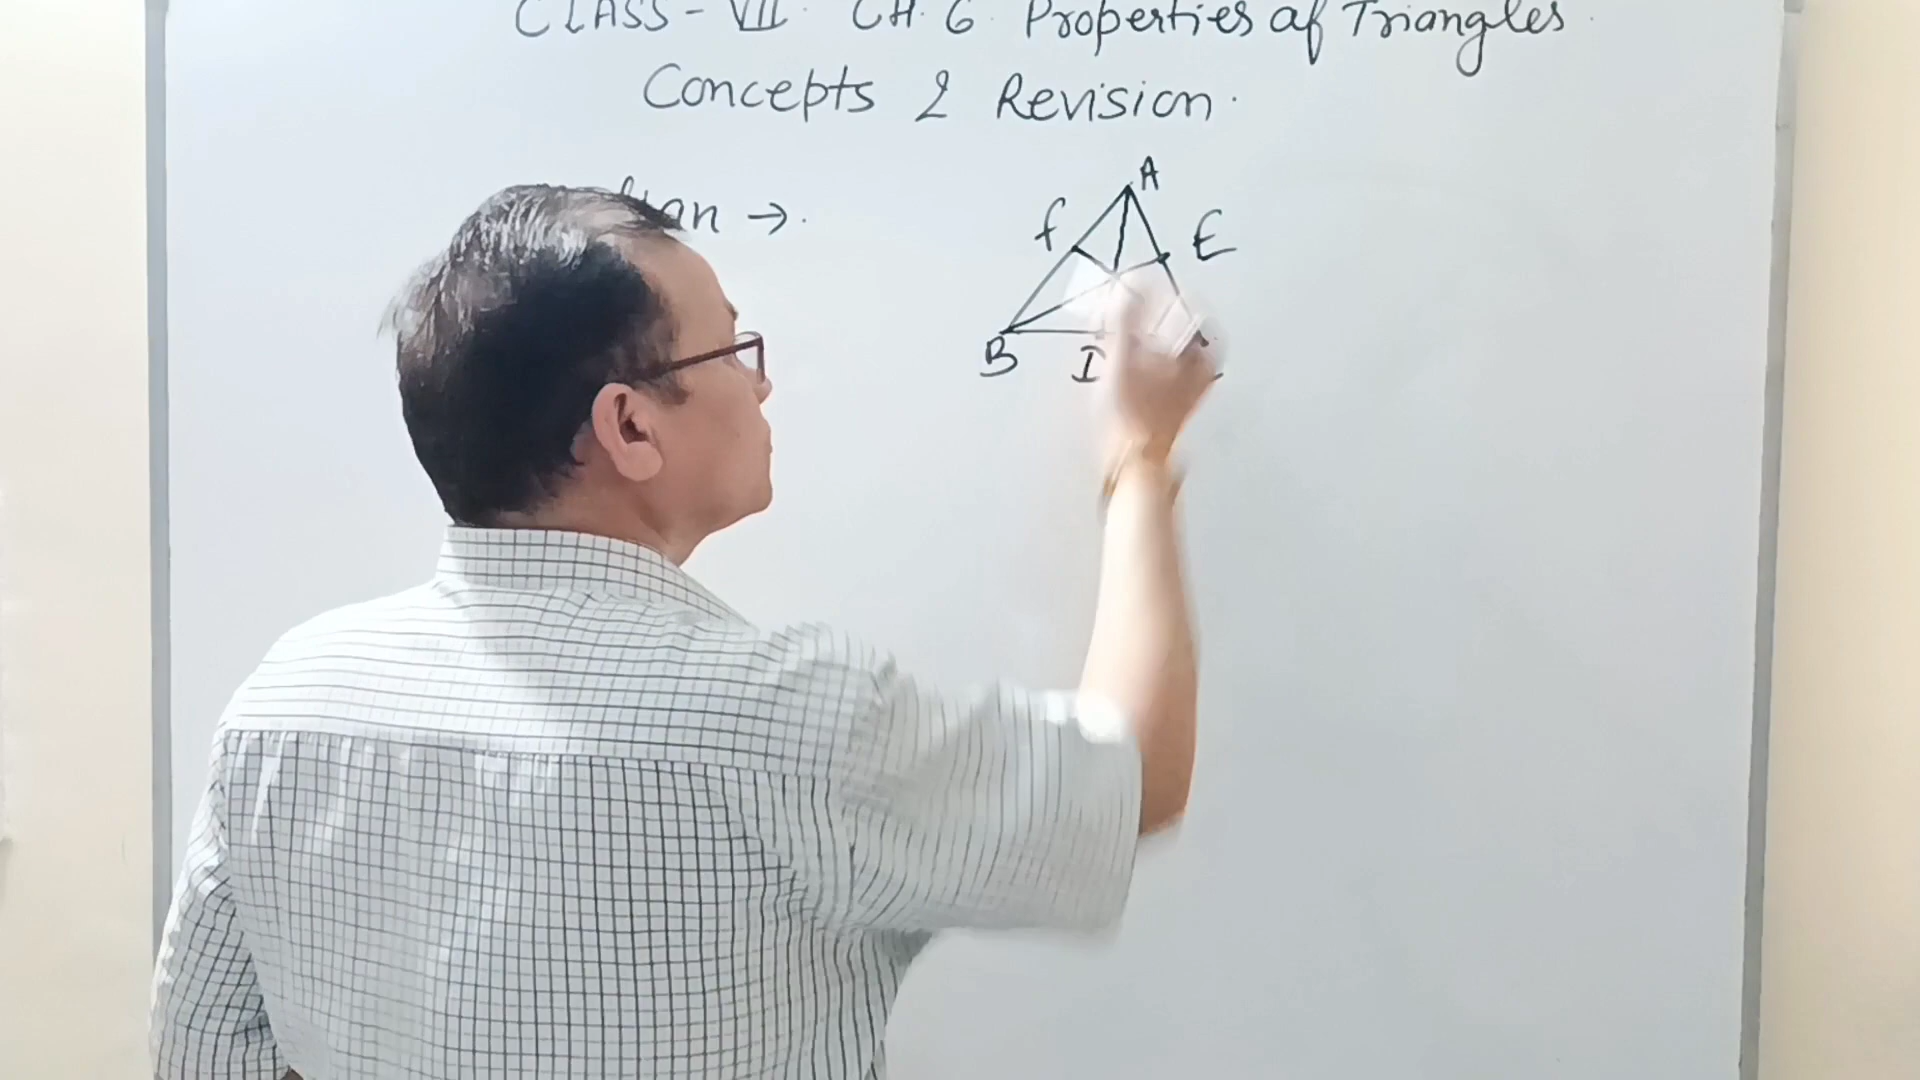 CLASS - VII. CH. 6. Properties of Triangles.
Concepts & Revision.
→.
A
f E
B D